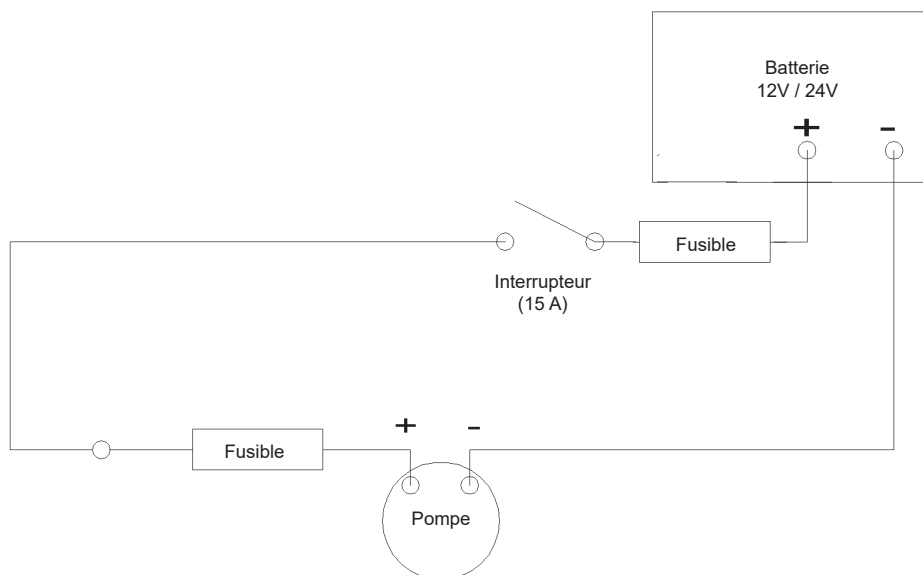 Batterie
12V / 24V
+ -
Fusible
Interrupteur
(15 A)
+ -
Fusible
Pompe